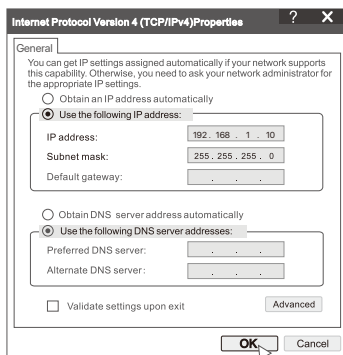 Internet Protocol Version 4 (TCP/IPv4)Properties ? X
General
You can get IP settings assigned automatically if your network supports
this capability. Otherwise, you need to ask your network administrator for
the appropriate IP settings.
Obtain an IP address automatically
Use the following IP address:
IP address: 192. 168 . 1 . 10
Subnet mask: 255. 255. 255. 0
Default gateway: . . .
Obtain DNS server address automatically
Use the following DNS server addresses:
Preferred DNS server: . . .
Alternate DNS server: . . .
Validate settings upon exit Advanced
OK Cancel